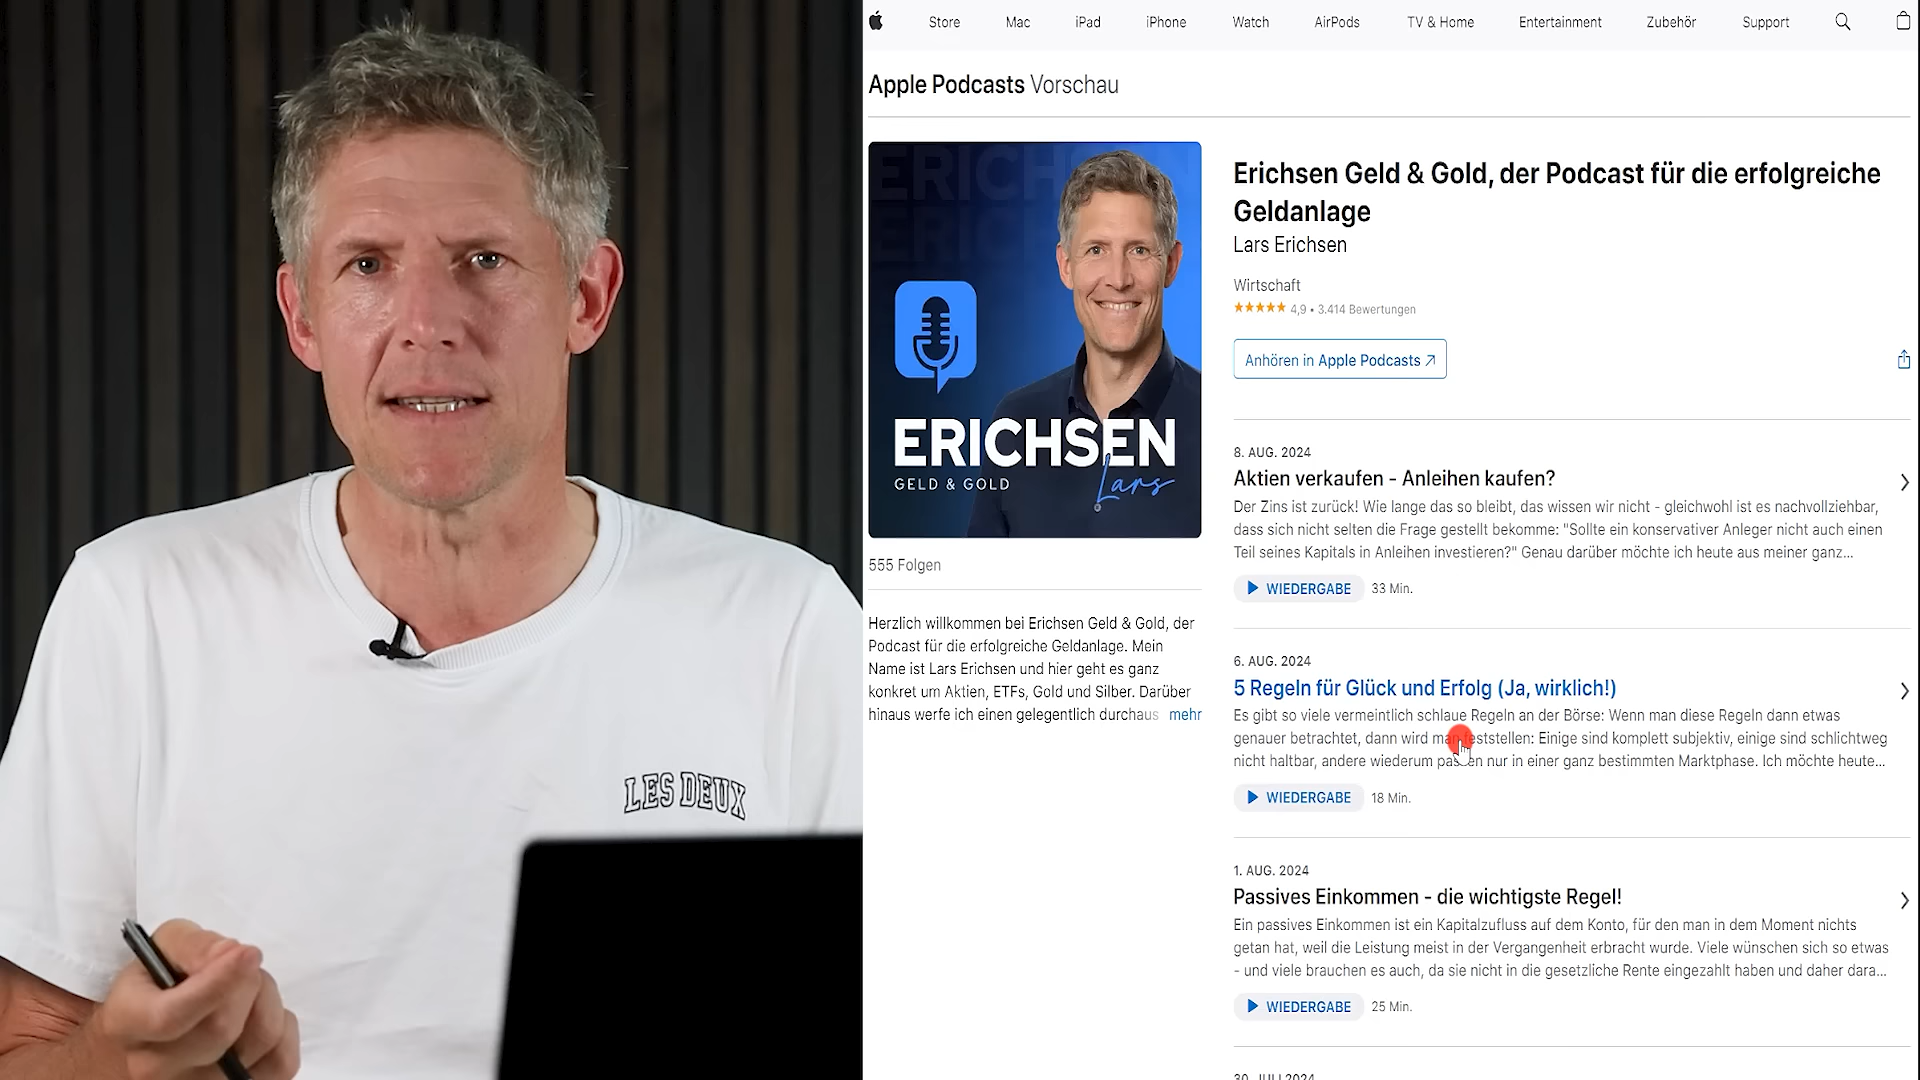 Store Mac iPad iPhone Watch AirPods TV & Home Entertainment Zubehör Support
Apple Podcasts Vorschau
ERICHSEN
ERICHSEN
ERICHSEN
GELD & GOLD
Lars
555 Folgen
Herzlich willkommen bei Erichsen Geld & Gold, der
Podcast für die erfolgreiche Geldanlage. Mein
Name ist Lars Erichsen und hier geht es ganz
konkret um Aktien, ETFs, Gold und Silber. Darüber
hinaus werfe ich einen gelegentlich durchaus mehr
Erichsen Geld & Gold, der Podcast für die erfolgreiche
Geldanlage
Lars Erichsen
Wirtschaft
★★★★★ 4,9 • 3.414 Bewertungen
Anhören in Apple Podcasts ↗
8. AUG. 2024
Aktien verkaufen - Anleihen kaufen?
Der Zins ist zurück! Wie lange das so bleibt, das wissen wir nicht - gleichwohl ist es nachvollziehbar,
dass sich nicht selten die Frage gestellt bekomme: "Sollte ein konservativer Anleger nicht auch einen
Teil seines Kapitals in Anleihen investieren?" Genau darüber möchte ich heute aus meiner ganz...
WIEDERGABE 33 Min.
6. AUG. 2024
5 Regeln für Glück und Erfolg (Ja, wirklich!)
Es gibt so viele vermeintlich schlaue Regeln an der Börse: Wenn man diese Regeln dann etwas
genauer betrachtet, dann wird man feststellen: Einige sind komplett subjektiv, einige sind schlichtweg
nicht haltbar, andere wiederum passen nur in einer ganz bestimmten Marktphase. Ich möchte heute...
WIEDERGABE 18 Min.
1. AUG. 2024
Passives Einkommen - die wichtigste Regel!
Ein passives Einkommen ist ein Kapitalzufluss auf dem Konto, für den man in dem Moment nichts
getan hat, weil die Leistung meist in der Vergangenheit erbracht wurde. Viele wünschen sich so etwas
- und viele brauchen es auch, da sie nicht in die gesetzliche Rente eingezahlt haben und daher dara...
WIEDERGABE 25 Min.
30. JULI 2024
LES DEUX